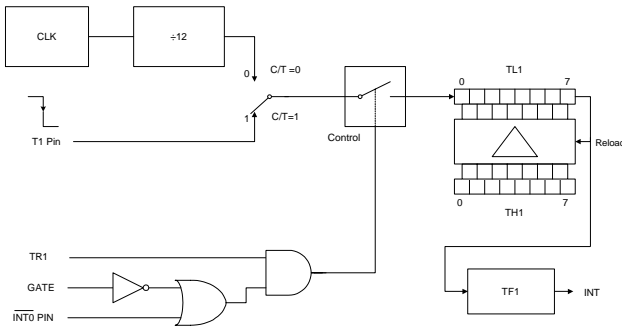 CLK
÷12
0
C/T =0
1
C/T=1
T1 Pin
Control
TL1
0 7
Reload
0 7
TH1
TR1
GATE
INT0 PIN
TF1
INT